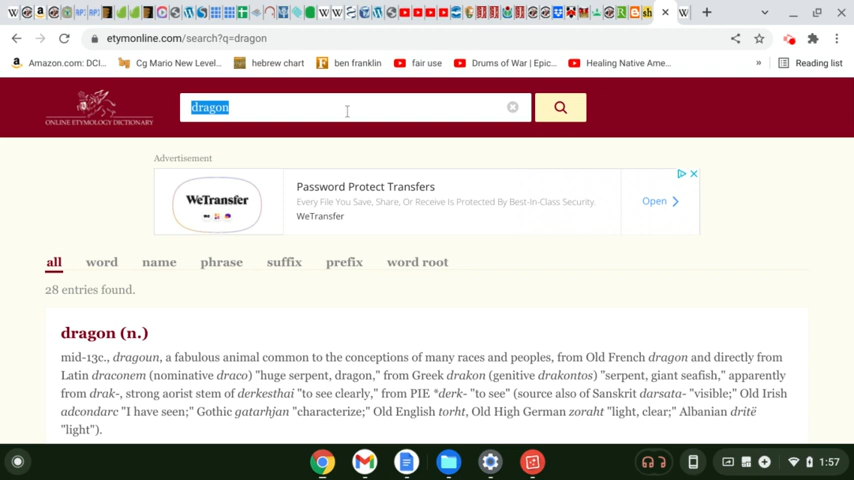 etymonline.com/search?q=dragon
Amazon.com: DCI...
Cg Mario New Level...
hebrew chart
ben franklin
fair use
Drums of War | Epic...
Healing Native Ame...
»
Reading list
ONLINE ETYMOLOGY DICTIONARY
dragon
Advertisement
WeTransfer
Password Protect Transfers
Every File You Save, Share, Or Receive Is Protected By Best-In-Class Security.
WeTransfer
Open
all word name phrase suffix prefix word root
28 entries found.
dragon (n.)
mid-13c., dragoun, a fabulous animal common to the conceptions of many races and peoples, from Old French dragon and directly from
Latin draconem (nominative draco) "huge serpent, dragon," from Greek drakon (genitive drakontos) "serpent, giant seafish," apparently
from drak-, strong aorist stem of derkesthai "to see clearly," from PIE *derk- "to see" (source also of Sanskrit darsata- "visible;" Old Irish
adcondarc "I have seen;" Gothic gatarhjan "characterize;" Old English torht, Old High German zoraht "light, clear;" Albanian dritë
"light").
1:57